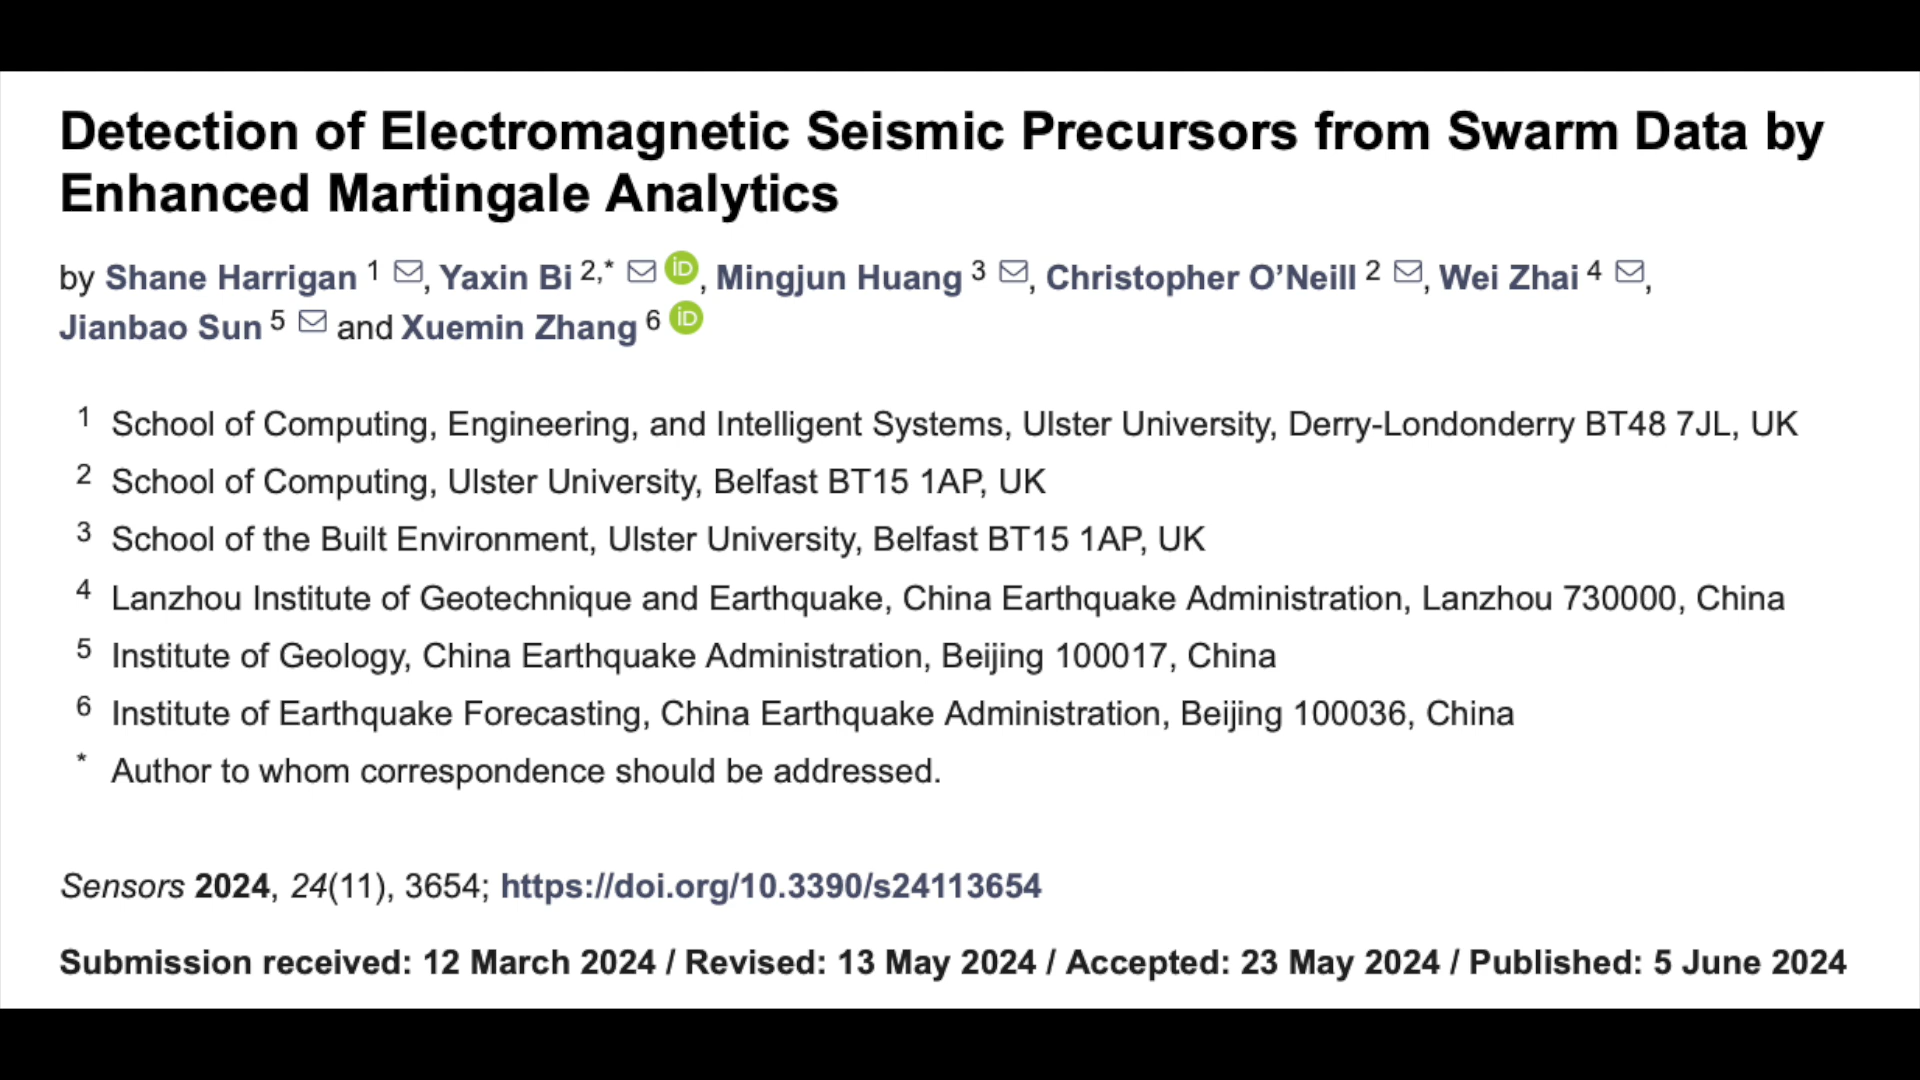 Detection of Electromagnetic Seismic Precursors from Swarm Data by
Enhanced Martingale Analytics
by Shane Harrigan 1, Yaxin Bi 2,* iD, Mingjun Huang 3, Christopher O’Neill 2, Wei Zhai 4,
Jianbao Sun 5 and Xuemin Zhang 6 iD
1 School of Computing, Engineering, and Intelligent Systems, Ulster University, Derry-Londonderry BT48 7JL, UK
2 School of Computing, Ulster University, Belfast BT15 1AP, UK
3 School of the Built Environment, Ulster University, Belfast BT15 1AP, UK
4 Lanzhou Institute of Geotechnique and Earthquake, China Earthquake Administration, Lanzhou 730000, China
5 Institute of Geology, China Earthquake Administration, Beijing 100017, China
6 Institute of Earthquake Forecasting, China Earthquake Administration, Beijing 100036, China
* Author to whom correspondence should be addressed.
Sensors 2024, 24(11), 3654; https://doi.org/10.3390/s24113654
Submission received: 12 March 2024 / Revised: 13 May 2024 / Accepted: 23 May 2024 / Published: 5 June 2024